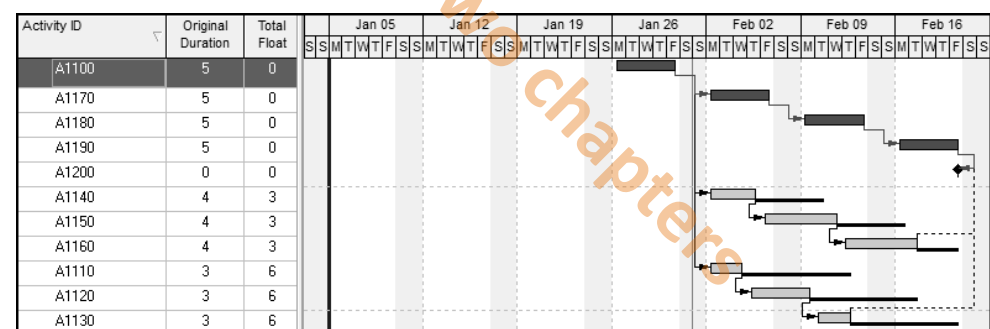 Activity ID Original Duration Total Float Jan 05 Jan 12 Jan 19 Jan 26 Feb 02 Feb 09 Feb 16
S S M T W T F S S M T W T F S S M T W T F S S M T W T F S S M T W T F S S M T W T F S S M T W T F S S
A1100 5 0
A1170 5 0
A1180 5 0
A1190 5 0
A1200 0 0
A1140 4 3
A1150 4 3
A1160 4 3
A1110 3 6
A1120 3 6
A1130 3 6
wo chapters